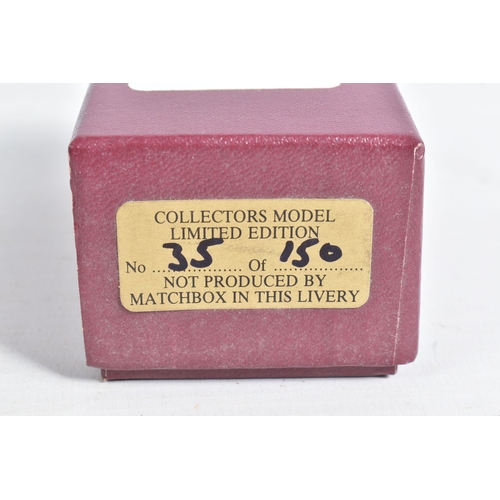 COLLECTORS MODEL
LIMITED EDITION
No ...35... Of ...150...
NOT PRODUCED BY
MATCHBOX IN THIS LIVERY